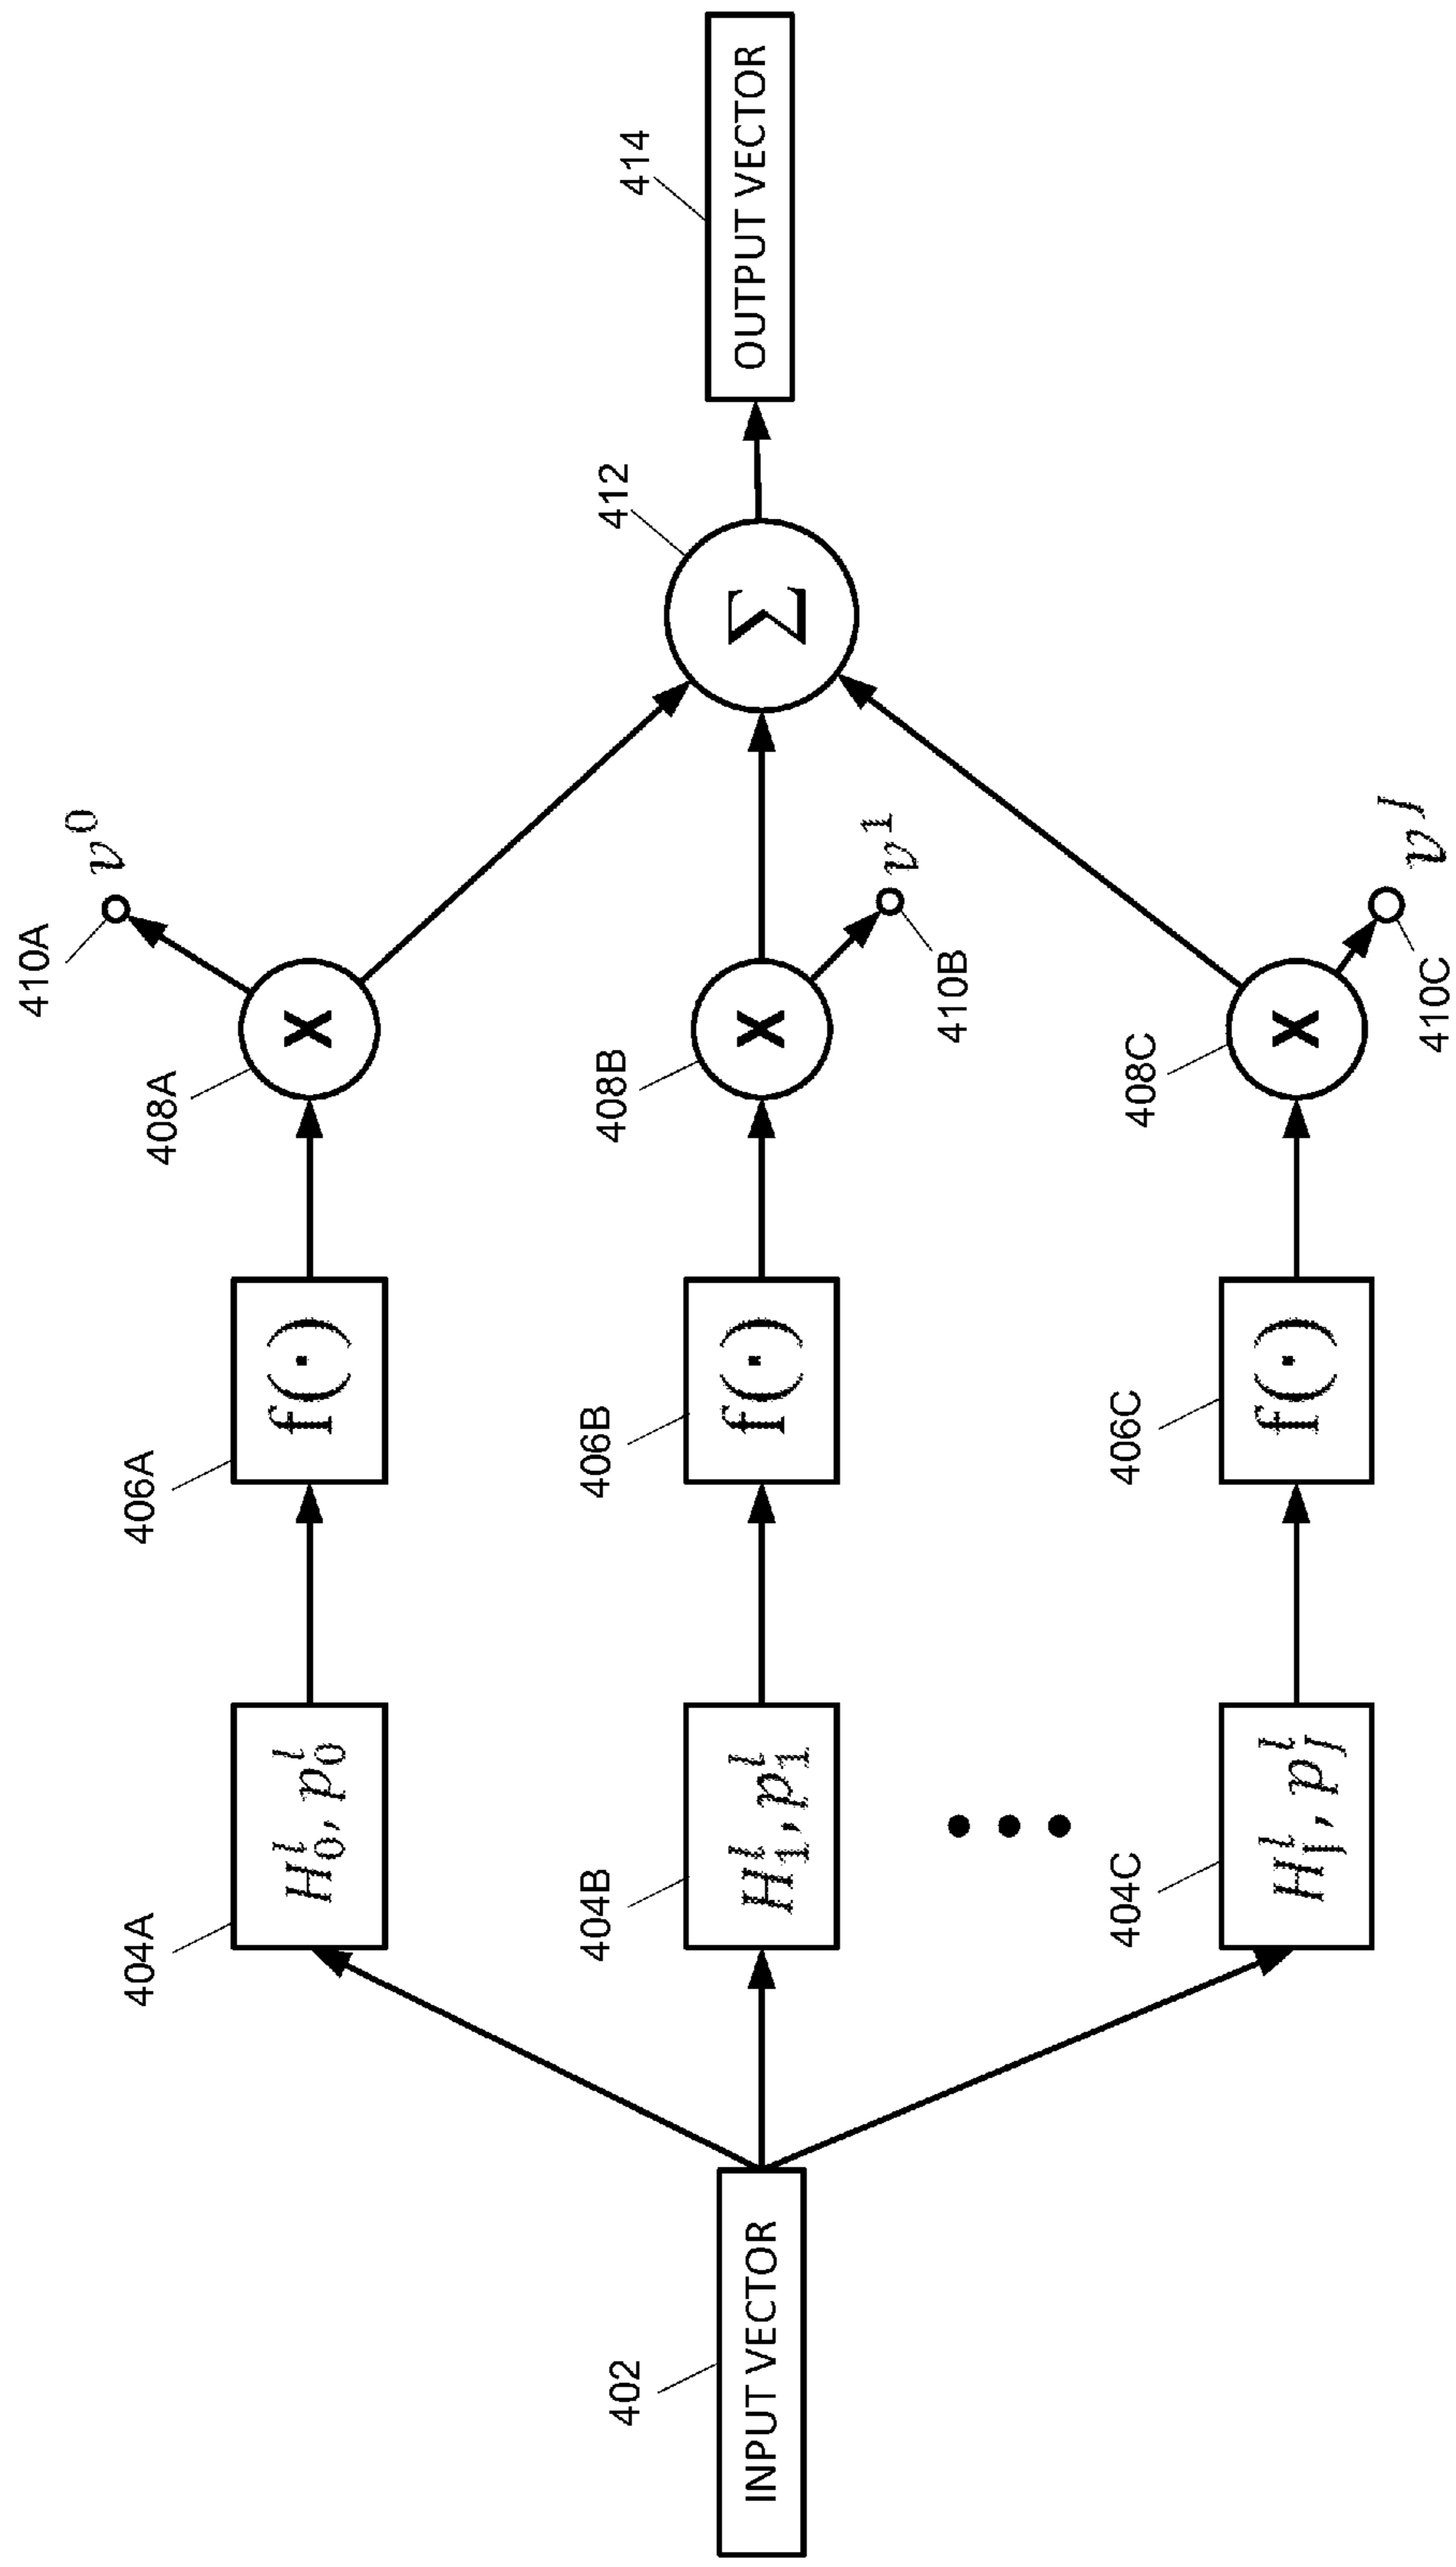 410A
v^0
404A
406A
408A
H_0^l, p_0^l
f(·)
X
412
414
402
404B
406B
408B
INPUT VECTOR
H_1^l, p_1^l
f(·)
X
Σ
OUTPUT VECTOR
v^1
410B
404C
406C
408C
H_J^l, p_J^l
f(·)
X
v^J
410C